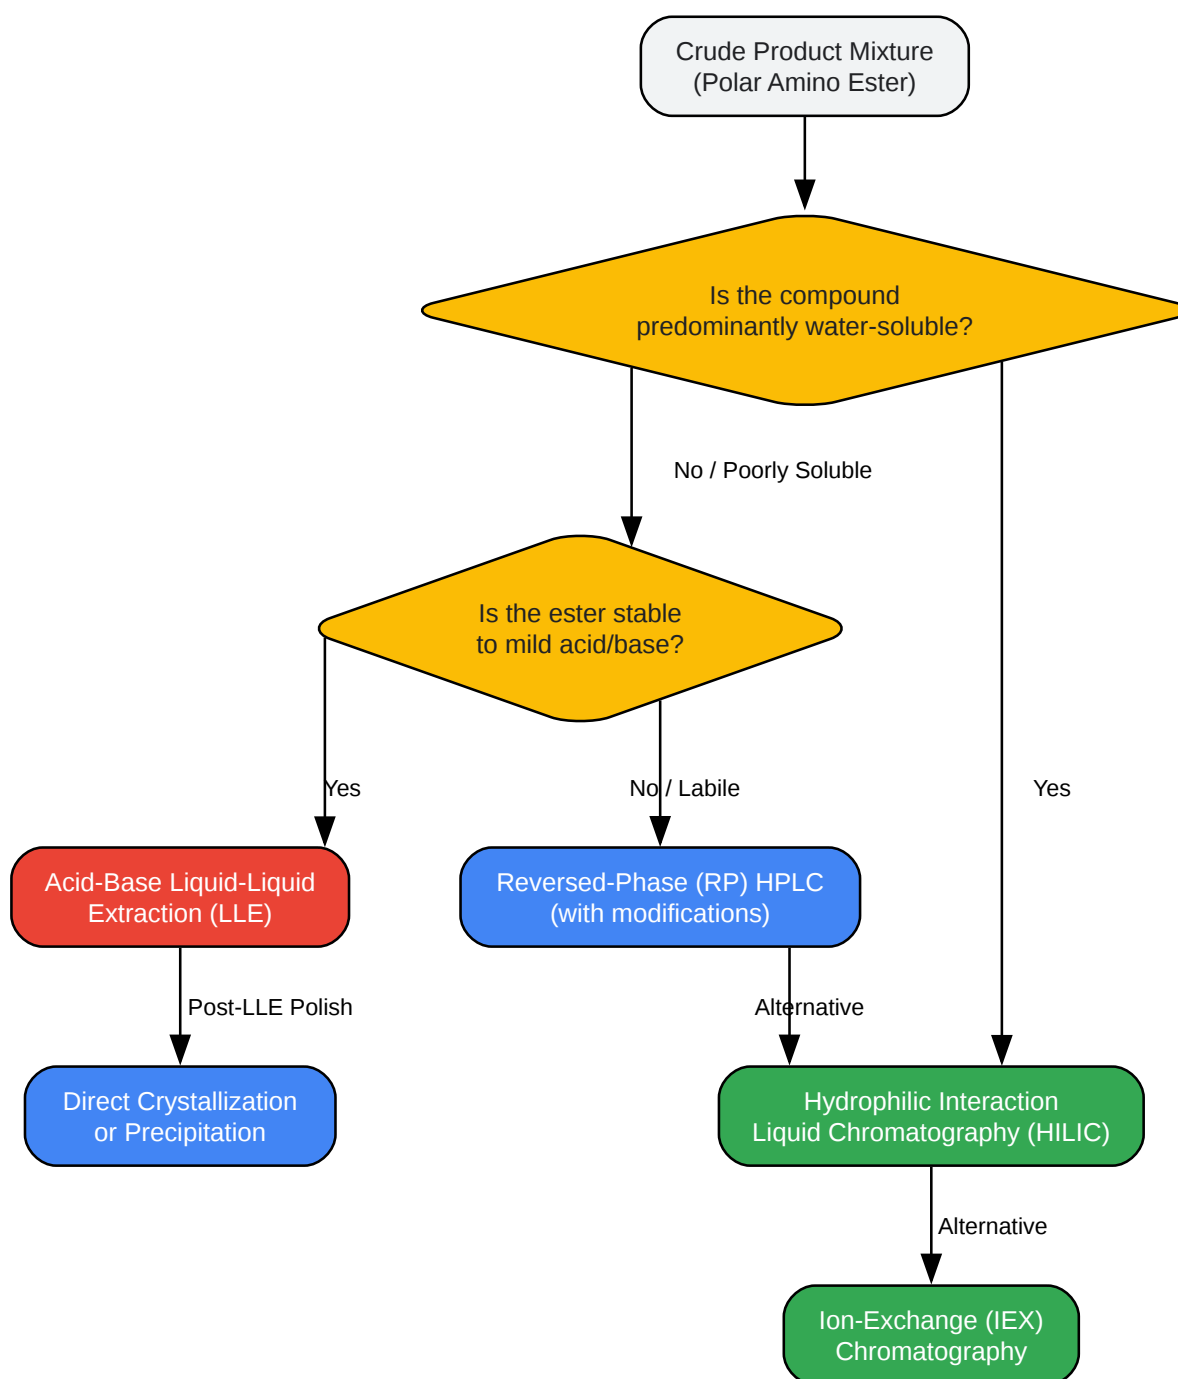 Crude Product Mixture
(Polar Amino Ester)
Is the compound
predominantly water-soluble?
No / Poorly Soluble
Is the ester stable
to mild acid/base?
Yes
No / Labile
Yes
Acid-Base Liquid-Liquid
Extraction (LLE)
Reversed-Phase (RP) HPLC
(with modifications)
Post-LLE Polish
Alternative
Direct Crystallization
or Precipitation
Hydrophilic Interaction
Liquid Chromatography (HILIC)
Alternative
Ion-Exchange (IEX)
Chromatography